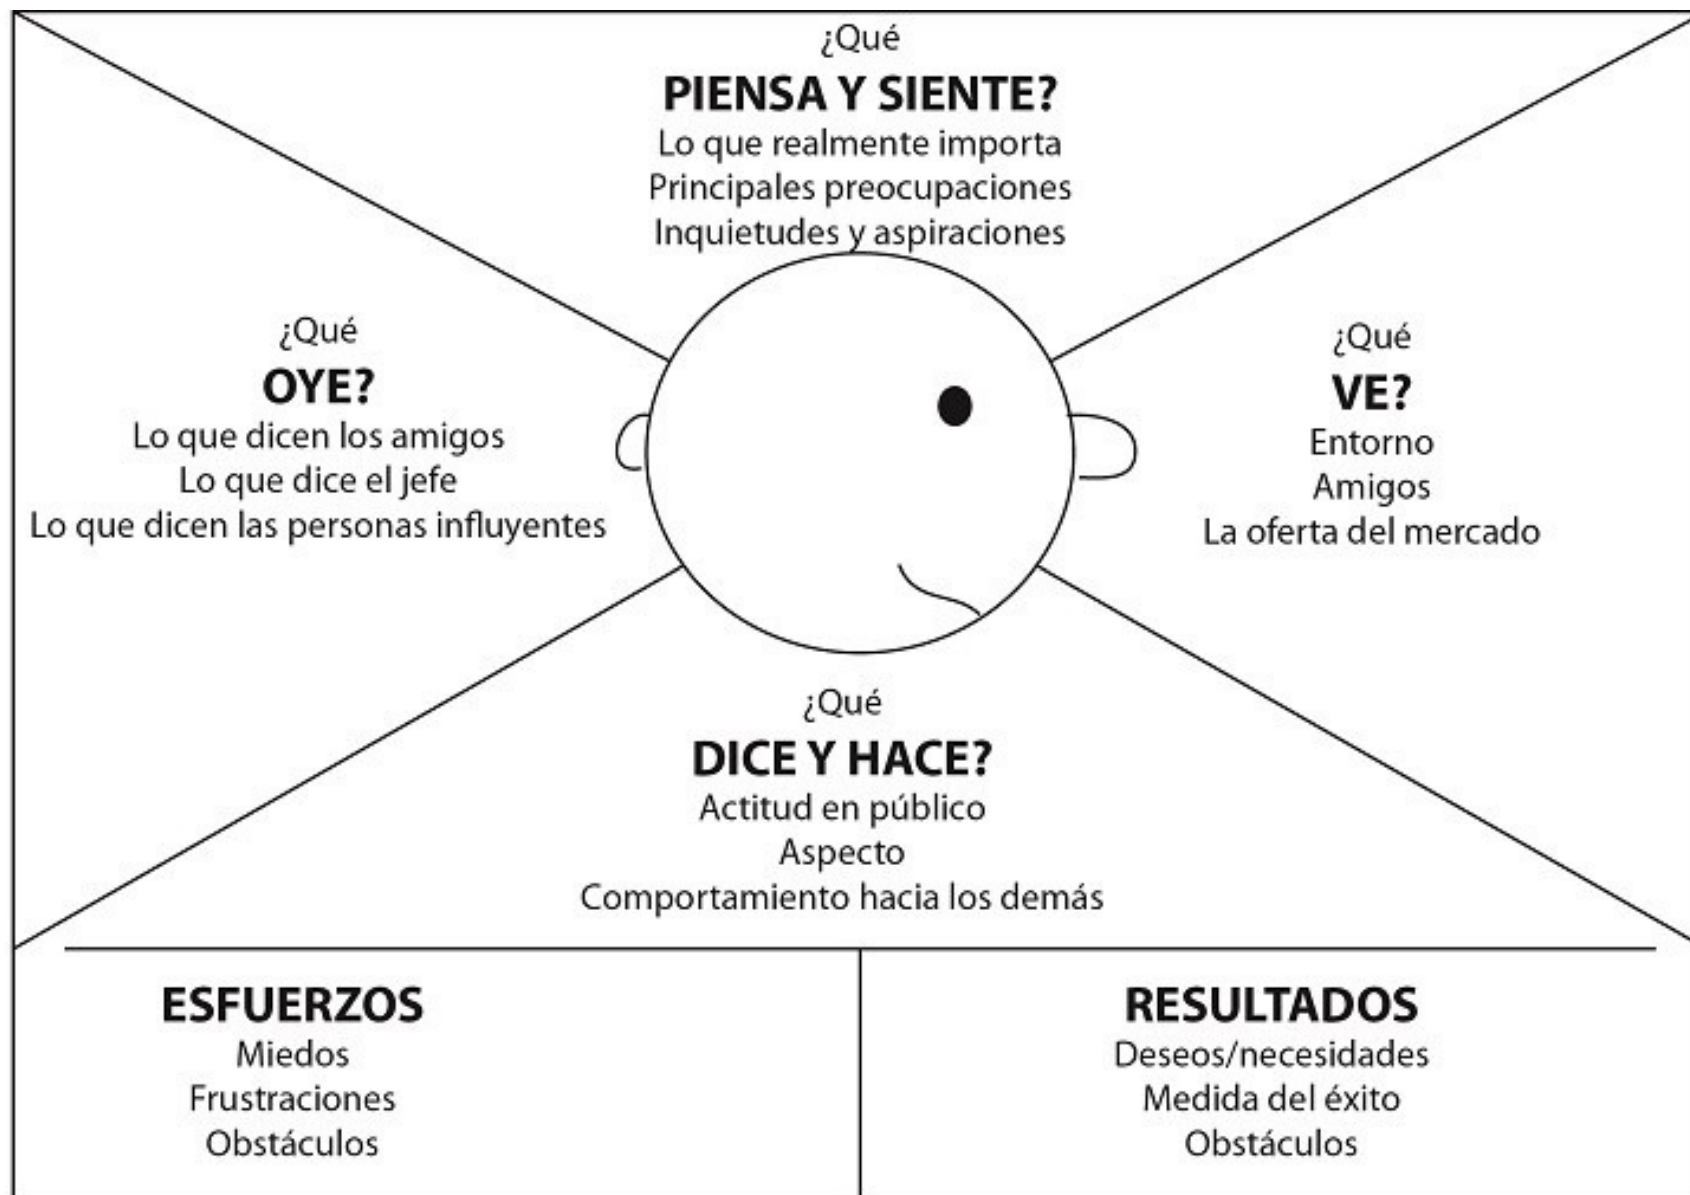 ¿Qué
PIENSA Y SIENTE?
Lo que realmente importa
Principales preocupaciones
Inquietudes y aspiraciones
¿Qué
OYE?
Lo que dicen los amigos
Lo que dice el jefe
Lo que dicen las personas influyentes
¿Qué
VE?
Entorno
Amigos
La oferta del mercado
¿Qué
DICE Y HACE?
Actitud en público
Aspecto
Comportamiento hacia los demás
ESFUERZOS
Miedos
Frustraciones
Obstáculos
RESULTADOS
Deseos/necesidades
Medida del éxito
Obstáculos